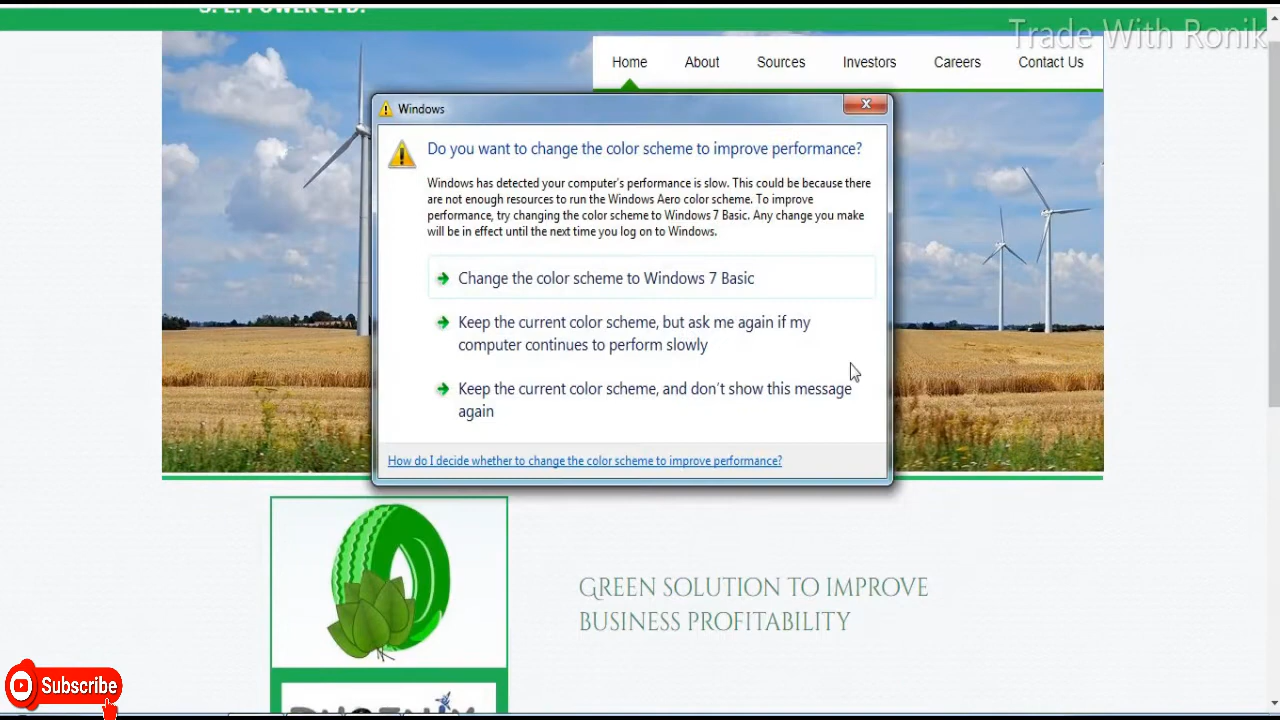 S. E. POWER LTD.
Trade With Ronik
Home About Sources Investors Careers Contact Us
Windows
Do you want to change the color scheme to improve performance?
Windows has detected your computer's performance is slow. This could be because there
are not enough resources to run the Windows Aero color scheme. To improve
performance, try changing the color scheme to Windows 7 Basic. Any change you make
will be in effect until the next time you log on to Windows.
Change the color scheme to Windows 7 Basic
Keep the current color scheme, but ask me again if my
computer continues to perform slowly
Keep the current color scheme, and don't show this message
again
How do I decide whether to change the color scheme to improve performance?
Green solution to improve
business profitability
Subscribe